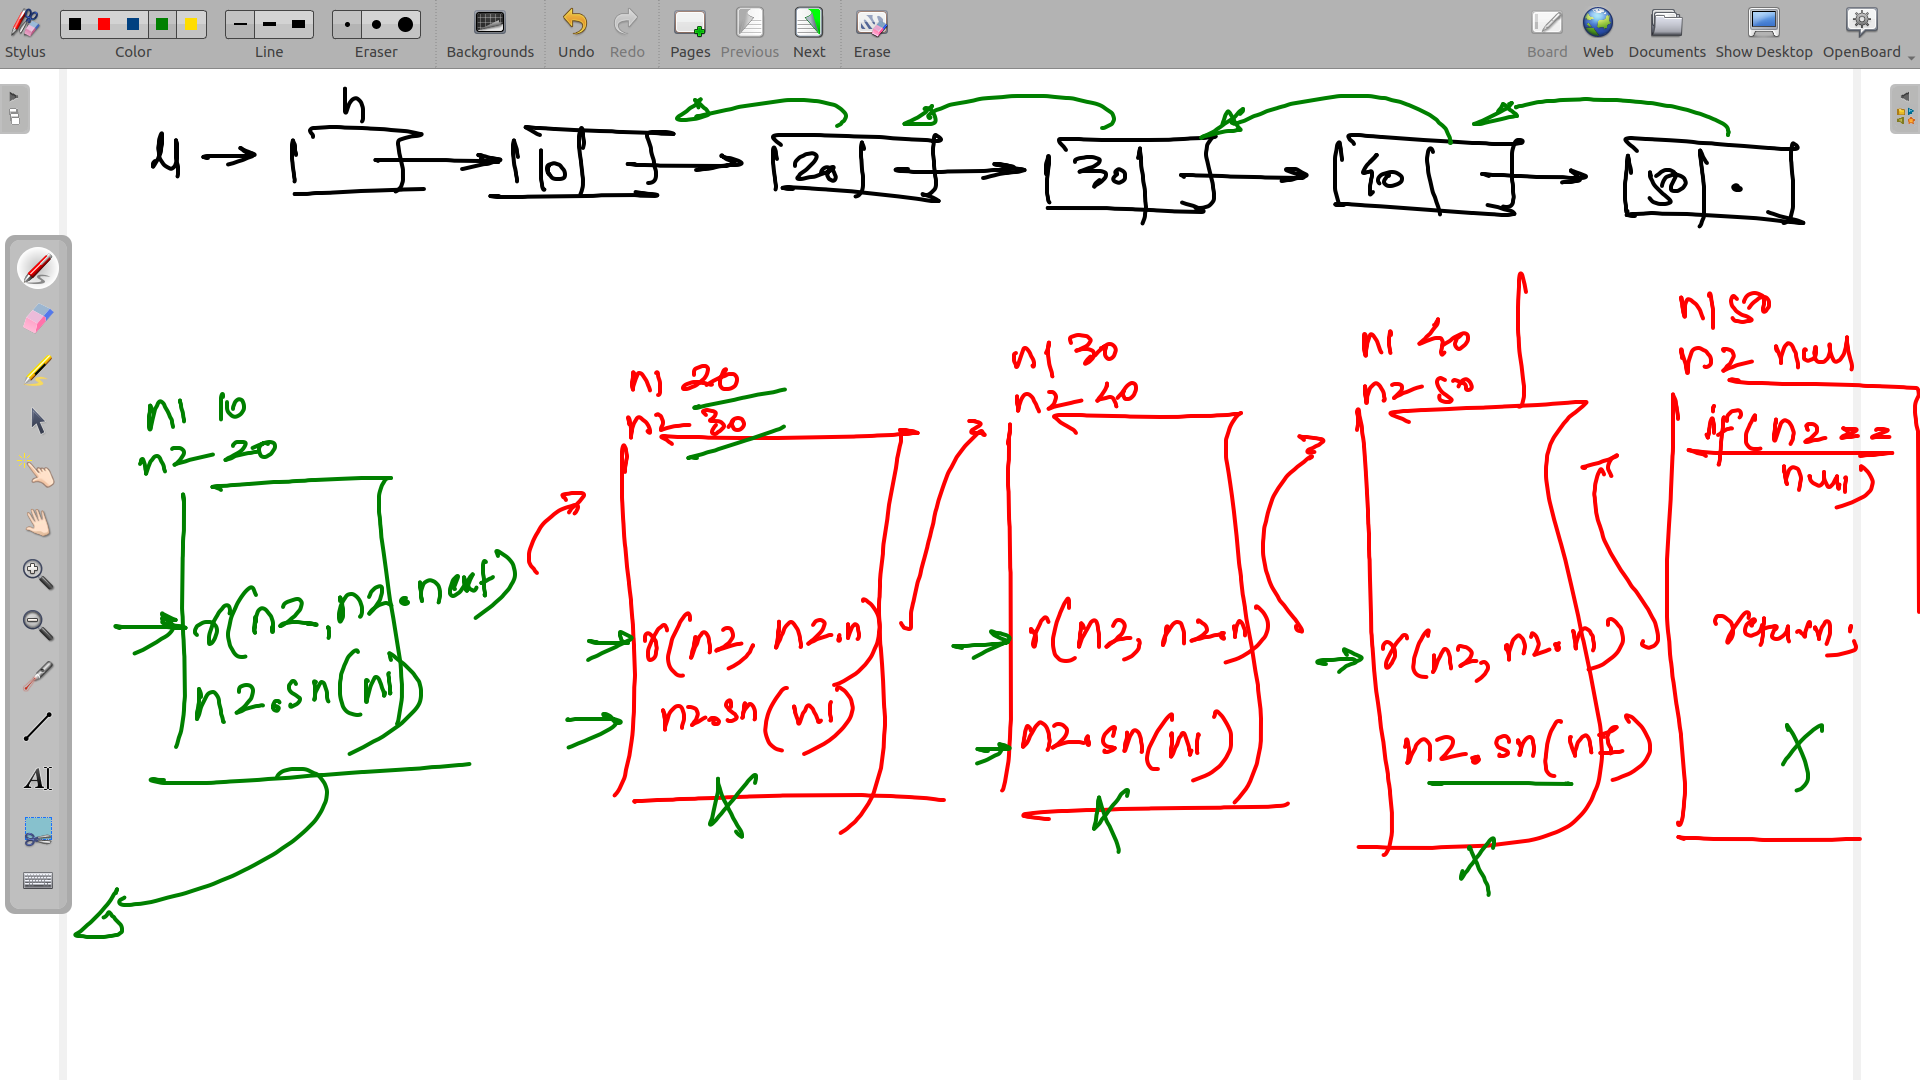 Stylus
Color
Line
Eraser
Backgrounds
Undo
Redo
Pages
Previous
Next
Erase
Board
Web
Documents
Show Desktop
OpenBoard
h
10
20
30
40
50
n1 10
n2 20
r(n2, n2.next)
n2.sn(n1)
n1 20
n2 30
r(n2, n2.n)
n2.sn(n1)
n1 30
n2 40
r(n2, n2.n)
n2.sn(n1)
n1 40
n2 50
r(n2, n2.n)
n2.sn(n1)
n1 50
n2 null
if(n2 ==
null)
return;